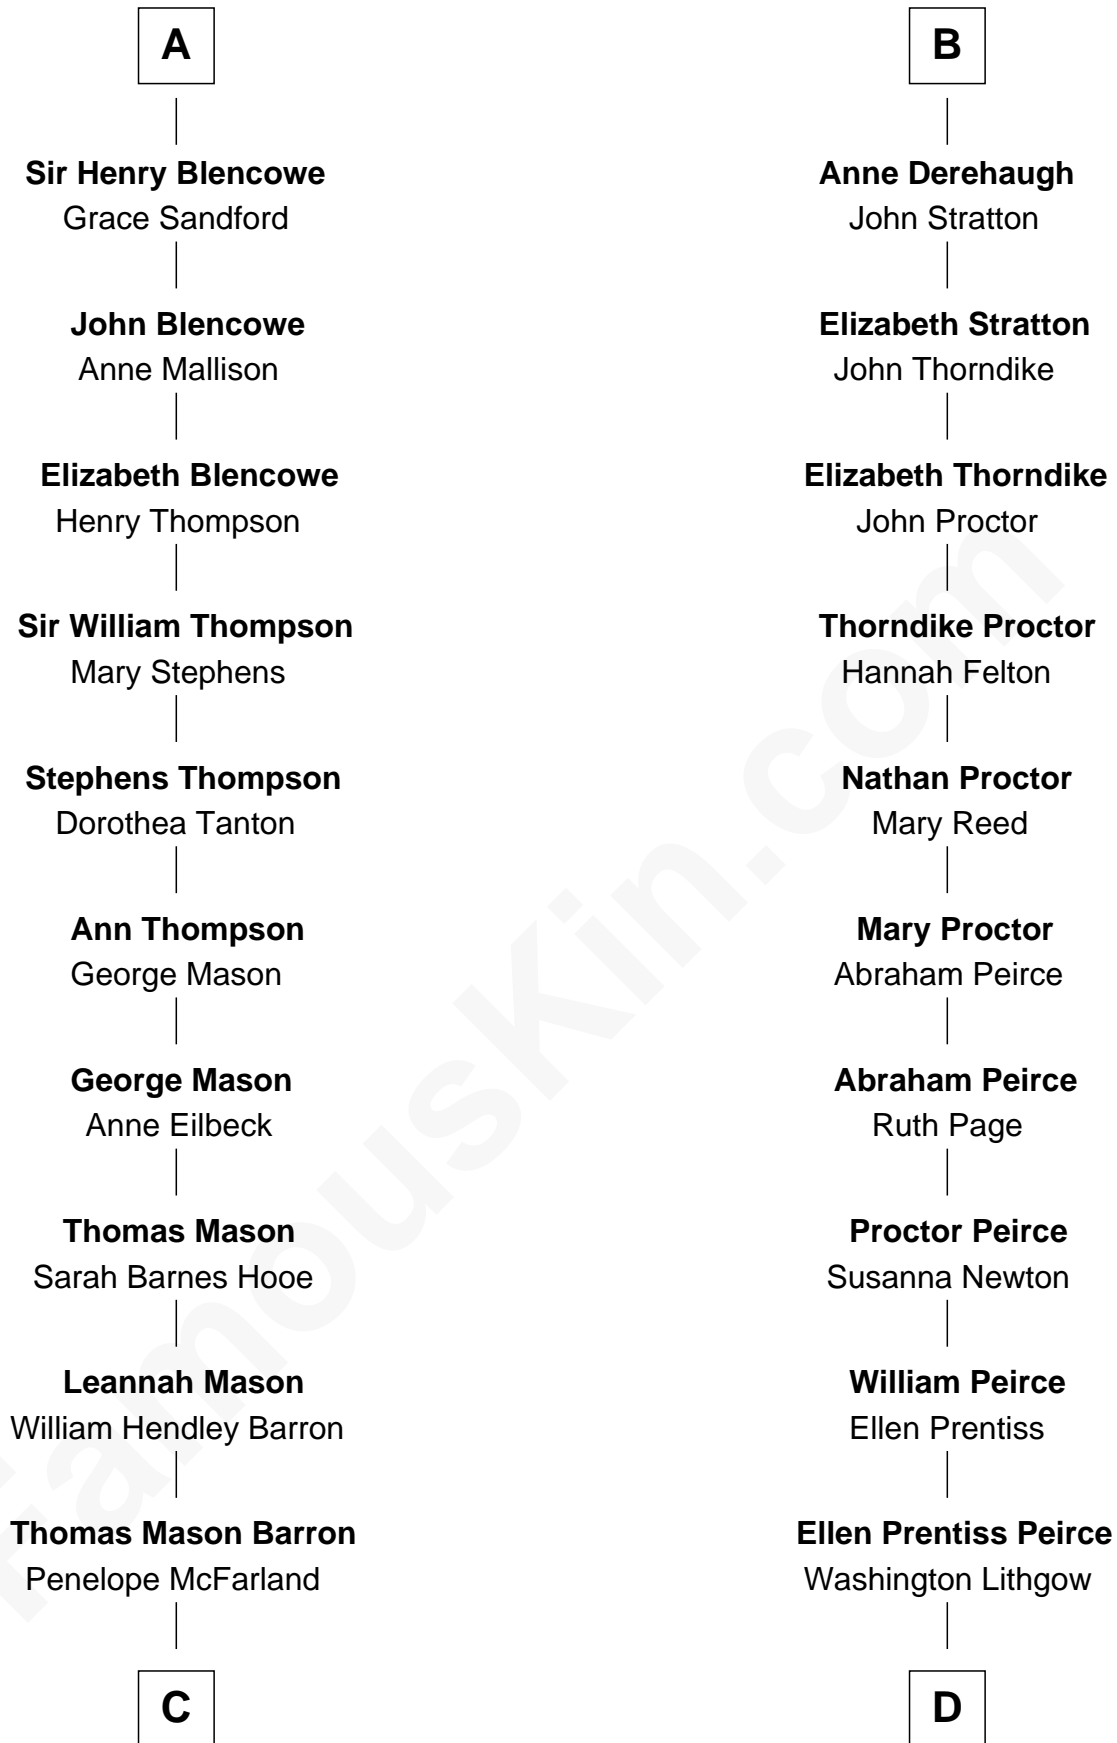 A
Sir Henry Blencowe
Grace Sandford
John Blencowe
Anne Mallison
Elizabeth Blencowe
Henry Thompson
Sir William Thompson
Mary Stephens
Stephens Thompson
Dorothea Tanton
Ann Thompson
George Mason
George Mason
Anne Eilbeck
Thomas Mason
Sarah Barnes Hooe
Leannah Mason
William Hendley Barron
Thomas Mason Barron
Penelope McFarland
C
B
Anne Derehaugh
John Stratton
Elizabeth Stratton
John Thorndike
Elizabeth Thorndike
John Proctor
Thorndike Proctor
Hannah Felton
Nathan Proctor
Mary Reed
Mary Proctor
Abraham Peirce
Abraham Peirce
Ruth Page
Proctor Peirce
Susanna Newton
William Peirce
Ellen Prentiss
Ellen Prentiss Peirce
Washington Lithgow
D
FamousKin.com